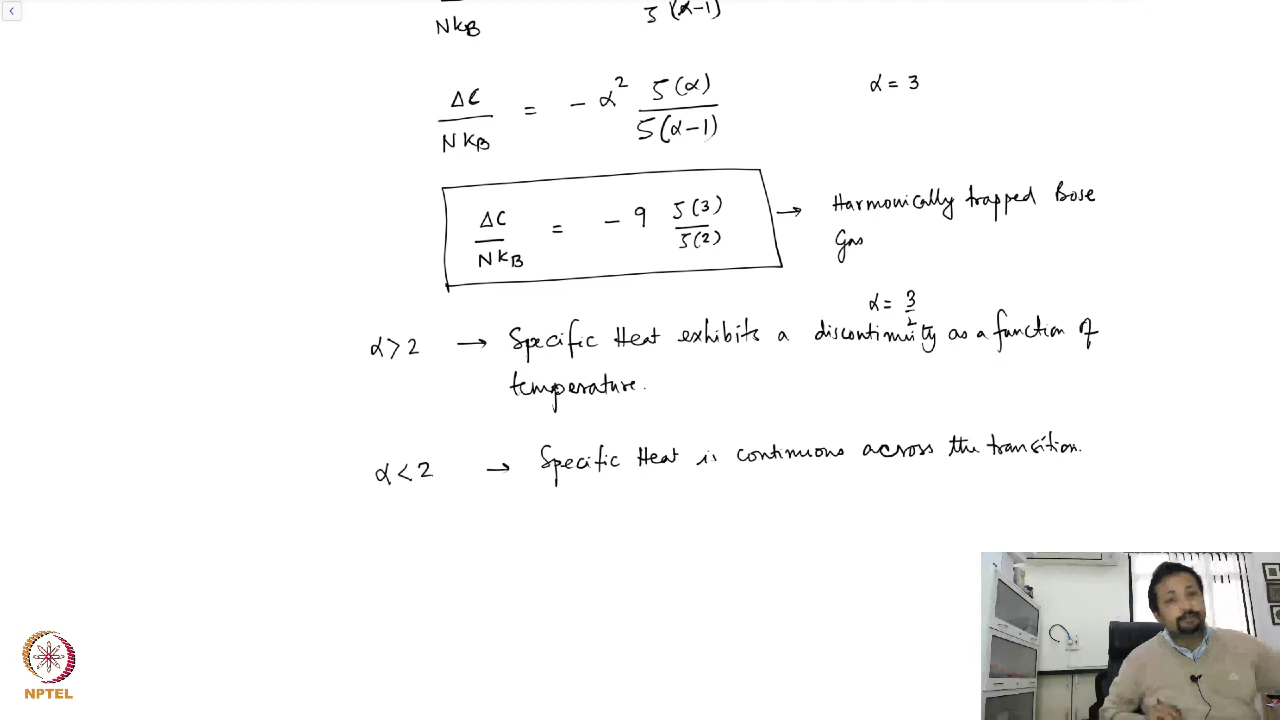 NkB ζ(α-1)
ΔC/NkB = - α² ζ(α)/ζ(α-1) α = 3
ΔC/NkB = - 9 ζ(3)/ζ(2) → Harmonically trapped Bose
Gas
α = 3/2
α > 2 → Specific Heat exhibits a discontinuity as a function of
temperature.
α < 2 → Specific Heat is continuous across the transition.
NPTEL